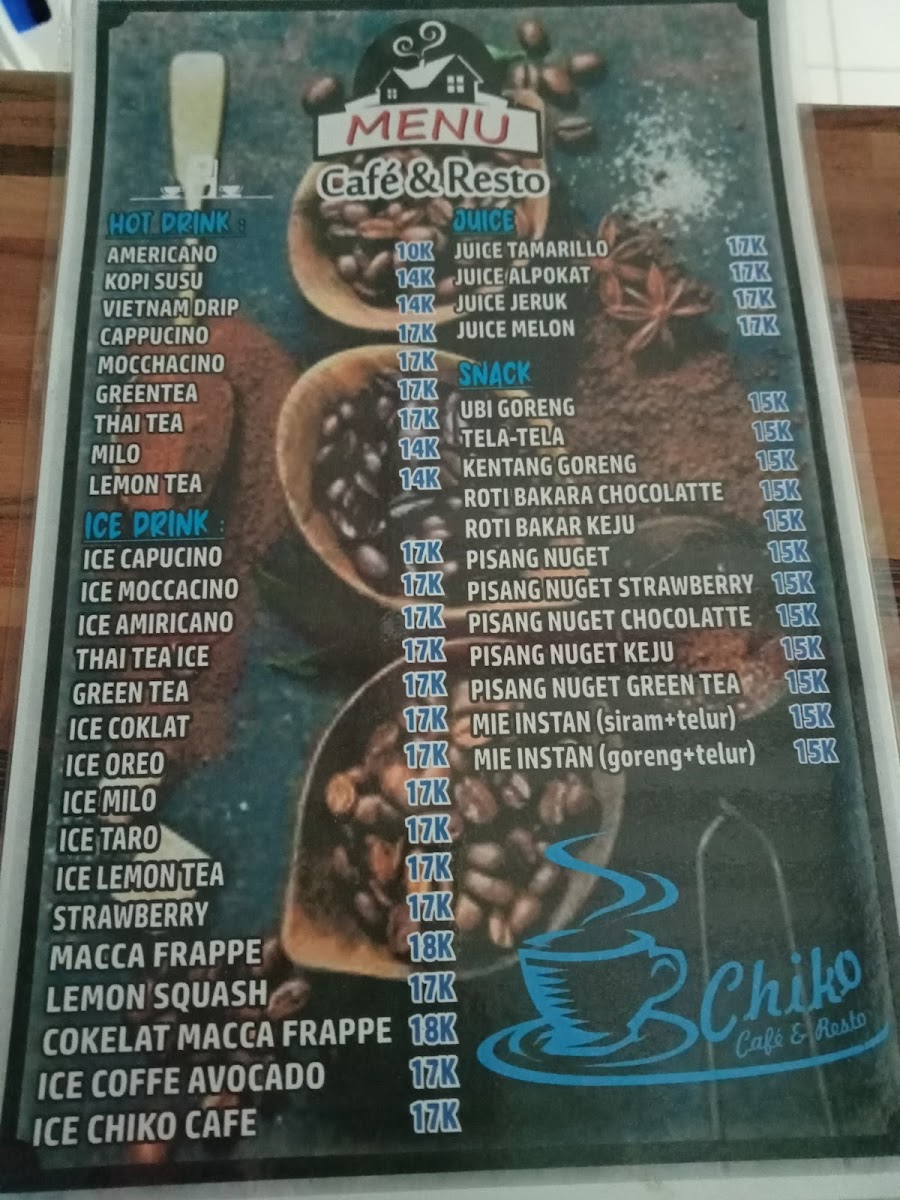 MENU
Café & Resto
HOT DRINK :
AMERICANO 10K
KOPI SUSU 14K
VIETNAM DRIP 14K
CAPPUCINO 17K
MOCCHACINO 17K
GREENTEA 17K
THAI TEA 17K
MILO 14K
LEMON TEA 14K
ICE DRINK :
ICE CAPUCINO 17K
ICE MOCCACINO 17K
ICE AMIRICANO 17K
THAI TEA ICE 17K
GREEN TEA 17K
ICE COKLAT 17K
ICE OREO 17K
ICE MILO 17K
ICE TARO 17K
ICE LEMON TEA 17K
STRAWBERRY 17K
MACCA FRAPPE 18K
LEMON SQUASH 17K
COKELAT MACCA FRAPPE 18K
ICE COFFE AVOCADO 17K
ICE CHIKO CAFE 17K
JUICE
JUICE TAMARILLO 17K
JUICE ALPOKAT 17K
JUICE JERUK 17K
JUICE MELON 17K
SNACK
UBI GORENG 15K
TELA-TELA 15K
KENTANG GORENG 15K
ROTI BAKARA CHOCOLATTE 15K
ROTI BAKAR KEJU 15K
PISANG NUGET 15K
PISANG NUGET STRAWBERRY 15K
PISANG NUGET CHOCOLATTE 15K
PISANG NUGET KEJU 15K
PISANG NUGET GREEN TEA 15K
MIE INSTAN (siram+telur) 15K
MIE INSTAN (goreng+telur) 15K
Chiko
Café & Resto